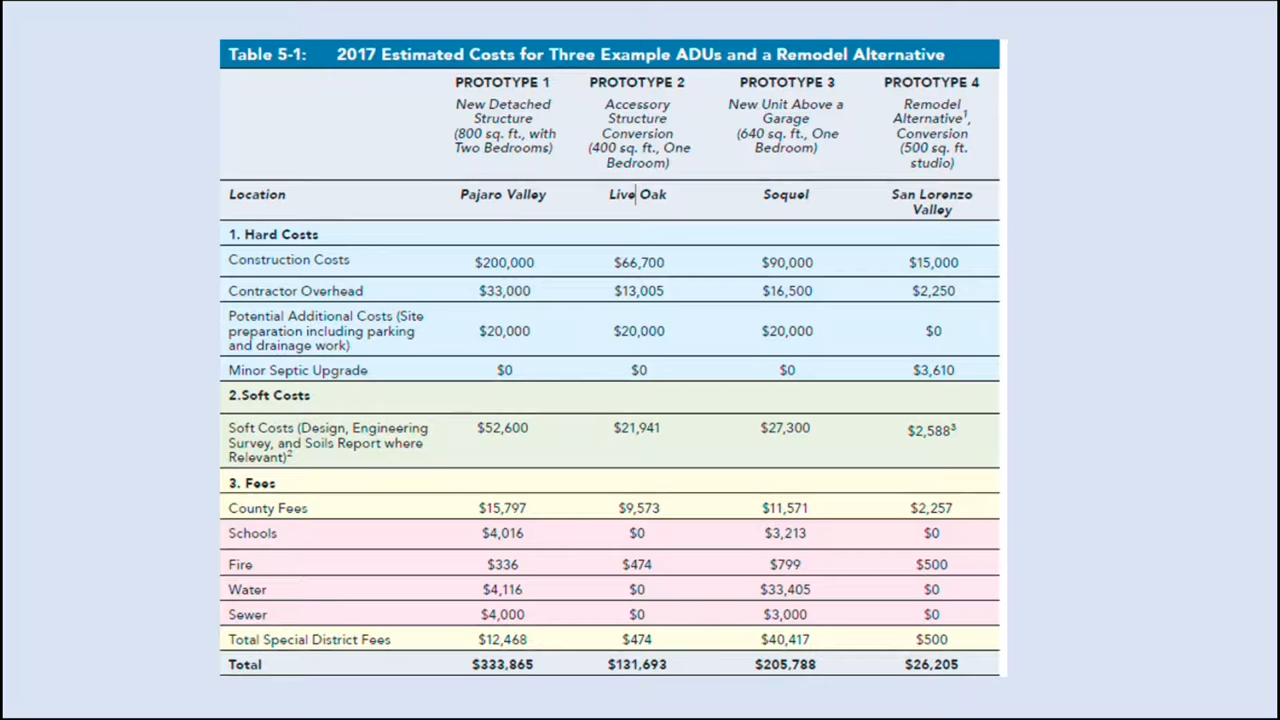 Table 5-1: 2017 Estimated Costs for Three Example ADUs and a Remodel Alternative
PROTOTYPE 1 PROTOTYPE 2 PROTOTYPE 3 PROTOTYPE 4
New Detached Accessory New Unit Above a Remodel
Structure Structure Garage Alternative¹,
(800 sq. ft., with Conversion (640 sq. ft., One Conversion
Two Bedrooms) (400 sq. ft., One Bedroom) (500 sq. ft.
Bedroom) studio)
Location Pajaro Valley Live Oak Soquel San Lorenzo
Valley
1. Hard Costs
Construction Costs $200,000 $66,700 $90,000 $15,000
Contractor Overhead $33,000 $13,005 $16,500 $2,250
Potential Additional Costs (Site
preparation including parking $20,000 $20,000 $20,000 $0
and drainage work)
Minor Septic Upgrade $0 $0 $0 $3,610
2.Soft Costs
Soft Costs (Design, Engineering $52,600 $21,941 $27,300 $2,588³
Survey, and Soils Report where
Relevant)²
3. Fees
County Fees $15,797 $9,573 $11,571 $2,257
Schools $4,016 $0 $3,213 $0
Fire $336 $474 $799 $500
Water $4,116 $0 $33,405 $0
Sewer $4,000 $0 $3,000 $0
Total Special District Fees $12,468 $474 $40,417 $500
Total $333,865 $131,693 $205,788 $26,205